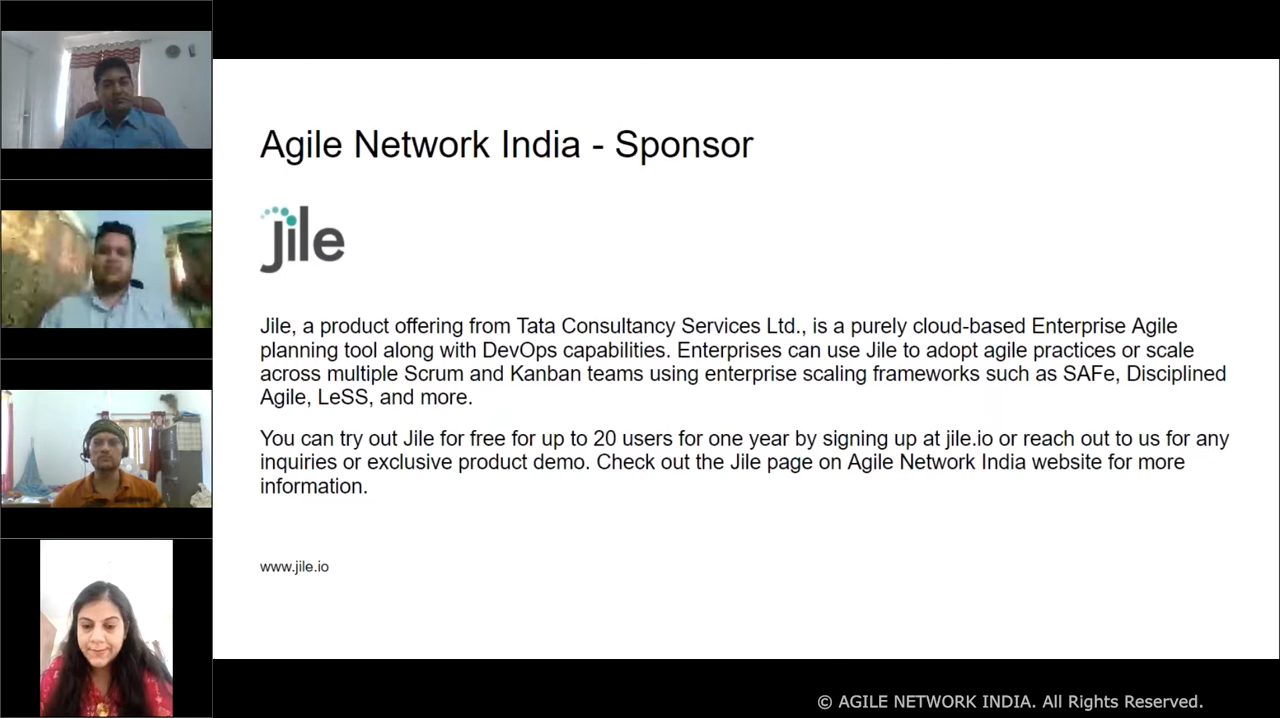 Agile Network India - Sponsor
jile
Jile, a product offering from Tata Consultancy Services Ltd., is a purely cloud-based Enterprise Agile
planning tool along with DevOps capabilities. Enterprises can use Jile to adopt agile practices or scale
across multiple Scrum and Kanban teams using enterprise scaling frameworks such as SAFe, Disciplined
Agile, LeSS, and more.
You can try out Jile for free for up to 20 users for one year by signing up at jile.io or reach out to us for any
inquiries or exclusive product demo. Check out the Jile page on Agile Network India website for more
information.
www.jile.io
© AGILE NETWORK INDIA. All Rights Reserved.